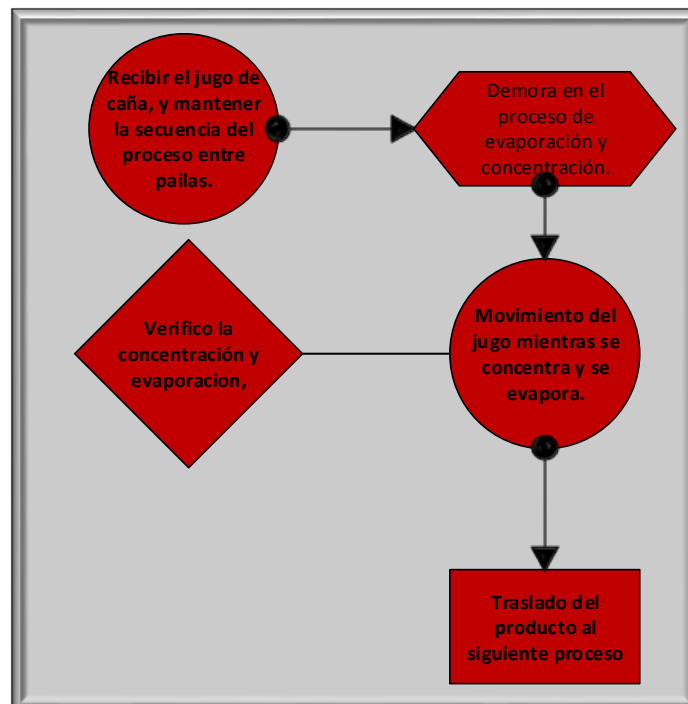 Recibir el jugo de
caña, y mantener
la secuencia del
proceso entre
pailas.
Demora en el
proceso de
evaporación y
concentración.
Verifico la
concentración y
evaporacion,
Movimiento del
jugo mientras se
concentra y se
evapora.
Traslado del
producto al
siguiente proceso